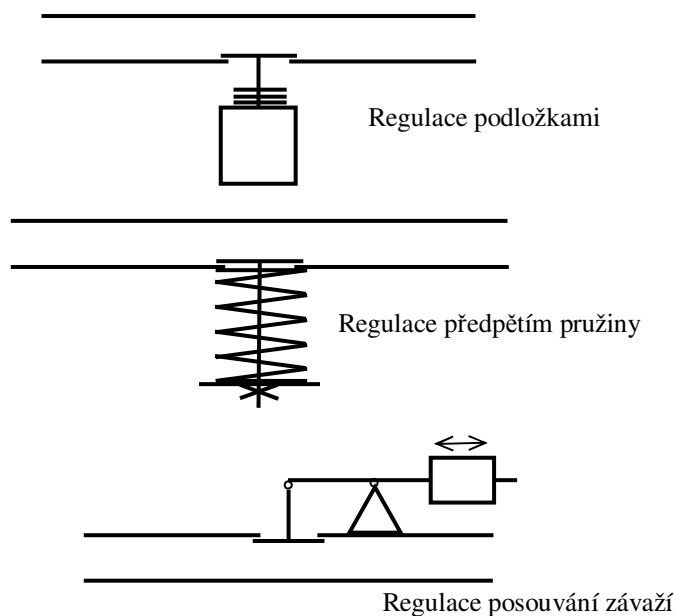 Regulace podložkami
Regulace předpětím pružiny
Regulace posouvání závaží